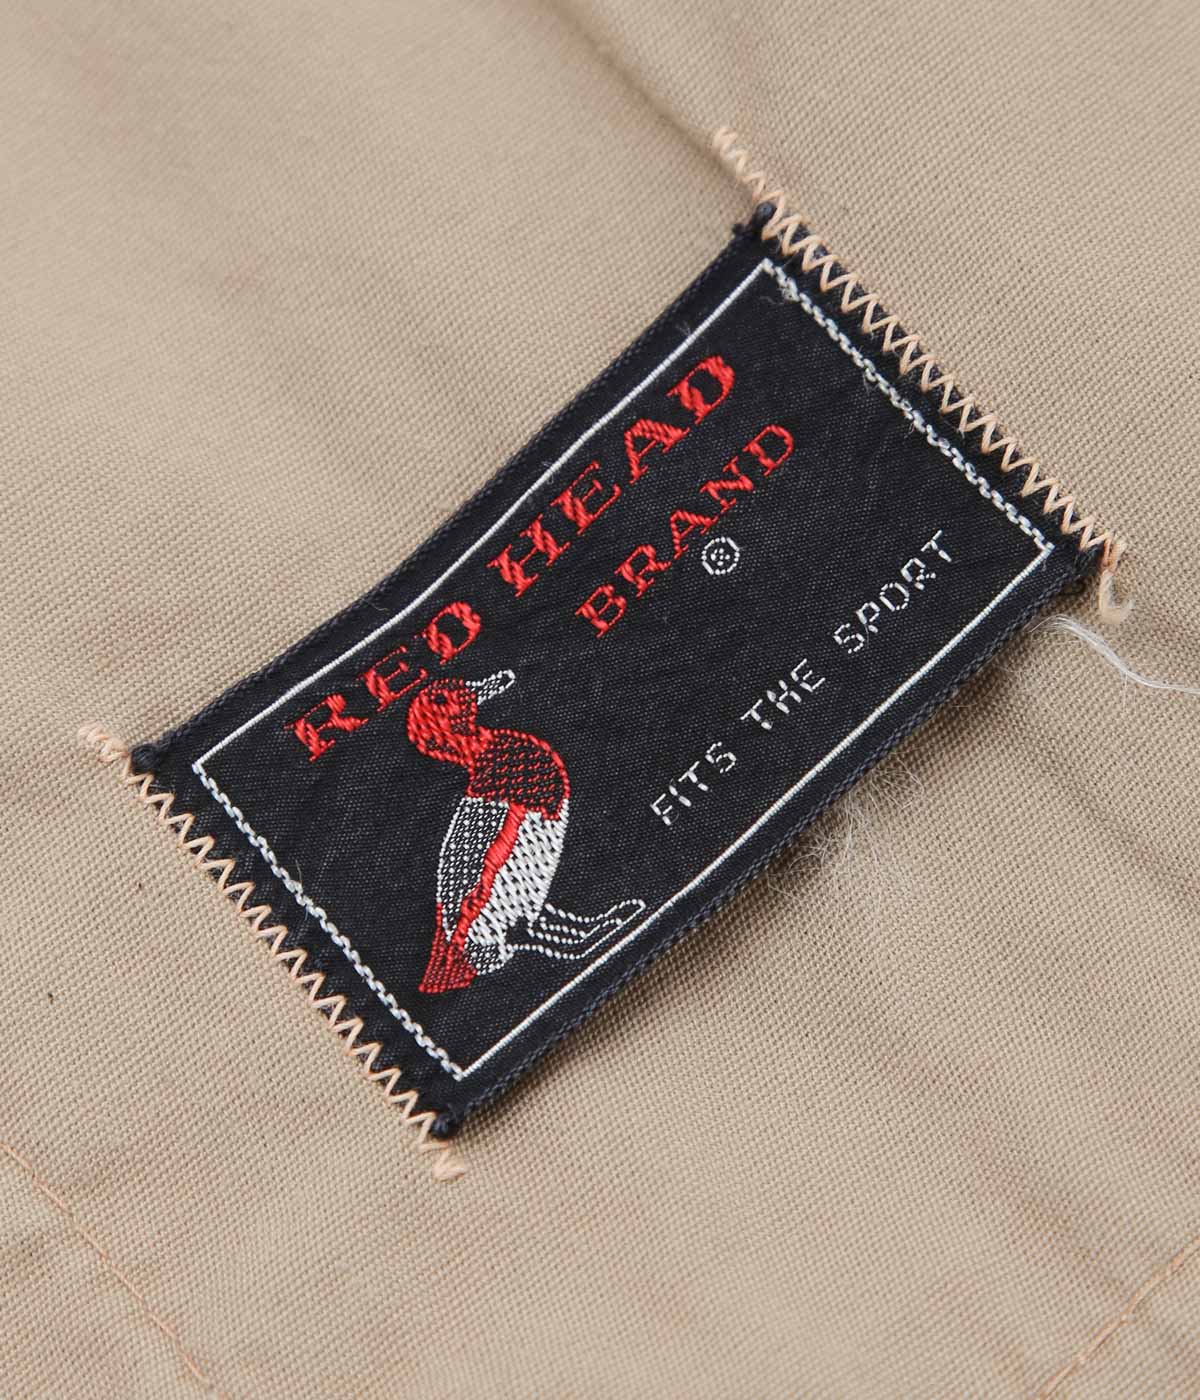 RED HEAD
BRAND®
FITS THE SPORT